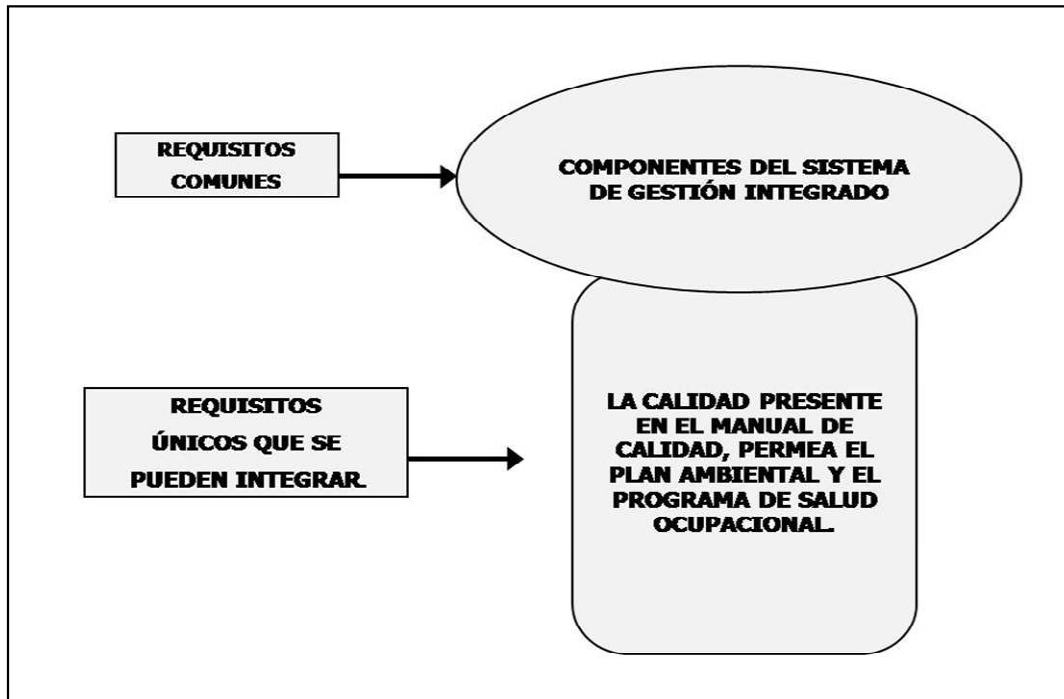 REQUISITOS
COMUNES
COMPONENTES DEL SISTEMA
DE GESTIÓN INTEGRADO
REQUISITOS
ÚNICOS QUE SE
PUEDEN INTEGRAR.
LA CALIDAD PRESENTE
EN EL MANUAL DE
CALIDAD, PERMEA EL
PLAN AMBIENTAL Y EL
PROGRAMA DE SALUD
OCUPACIONAL.